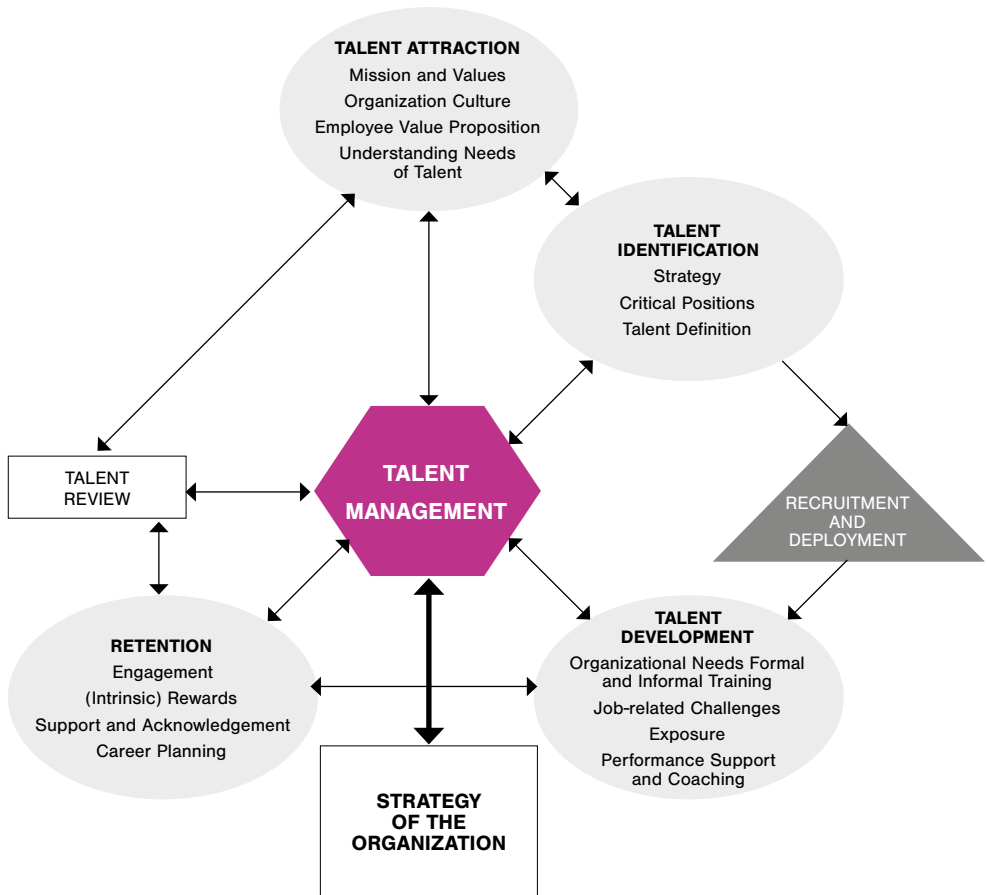 TALENT ATTRACTION
Mission and Values
Organization Culture
Employee Value Proposition
Understanding Needs
of Talent
TALENT
IDENTIFICATION
Strategy
Critical Positions
Talent Definition
TALENT
REVIEW
TALENT
MANAGEMENT
RECRUITMENT
AND
DEPLOYMENT
RETENTION
Engagement
(Intrinsic) Rewards
Support and Acknowledgement
Career Planning
TALENT
DEVELOPMENT
Organizational Needs Formal
and Informal Training
Job-related Challenges
Exposure
Performance Support
and Coaching
STRATEGY
OF THE
ORGANIZATION